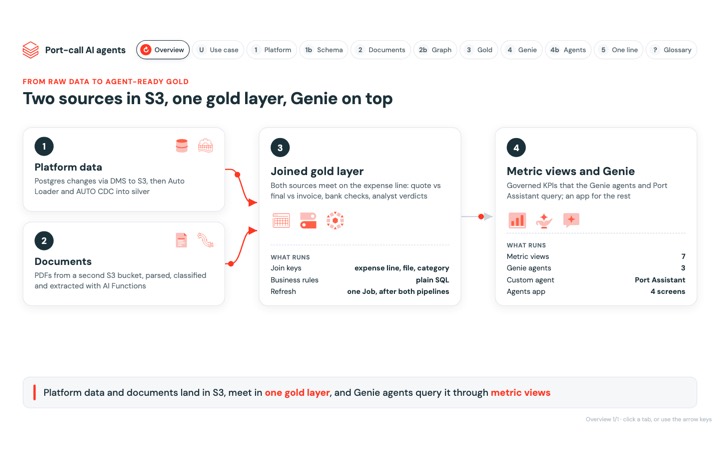 Port-call AI agents
Overview
U Use case
1 Platform
1b Schema
2 Documents
2b Graph
3 Gold
4 Genie
4b Agents
5 One line
? Glossary
FROM RAW DATA TO AGENT-READY GOLD
Two sources in S3, one gold layer, Genie on top
1
Platform data
Postgres changes via DMS to S3, then Auto
Loader and AUTO CDC into silver
2
Documents
PDFs from a second S3 bucket, parsed, classified
and extracted with AI Functions
3
Joined gold layer
Both sources meet on the expense line: quote vs
final vs invoice, bank checks, analyst verdicts
WHAT RUNS
Join keys expense line, file, category
Business rules plain SQL
Refresh one Job, after both pipelines
4
Metric views and Genie
Governed KPIs that the Genie agents and Port
Assistant query; an app for the rest
WHAT RUNS
Metric views 7
Genie agents 3
Custom agent Port Assistant
Agents app 4 screens
Platform data and documents land in S3, meet in one gold layer, and Genie agents query it through metric views
Overview 1/1 · click a tab, or use the arrow keys